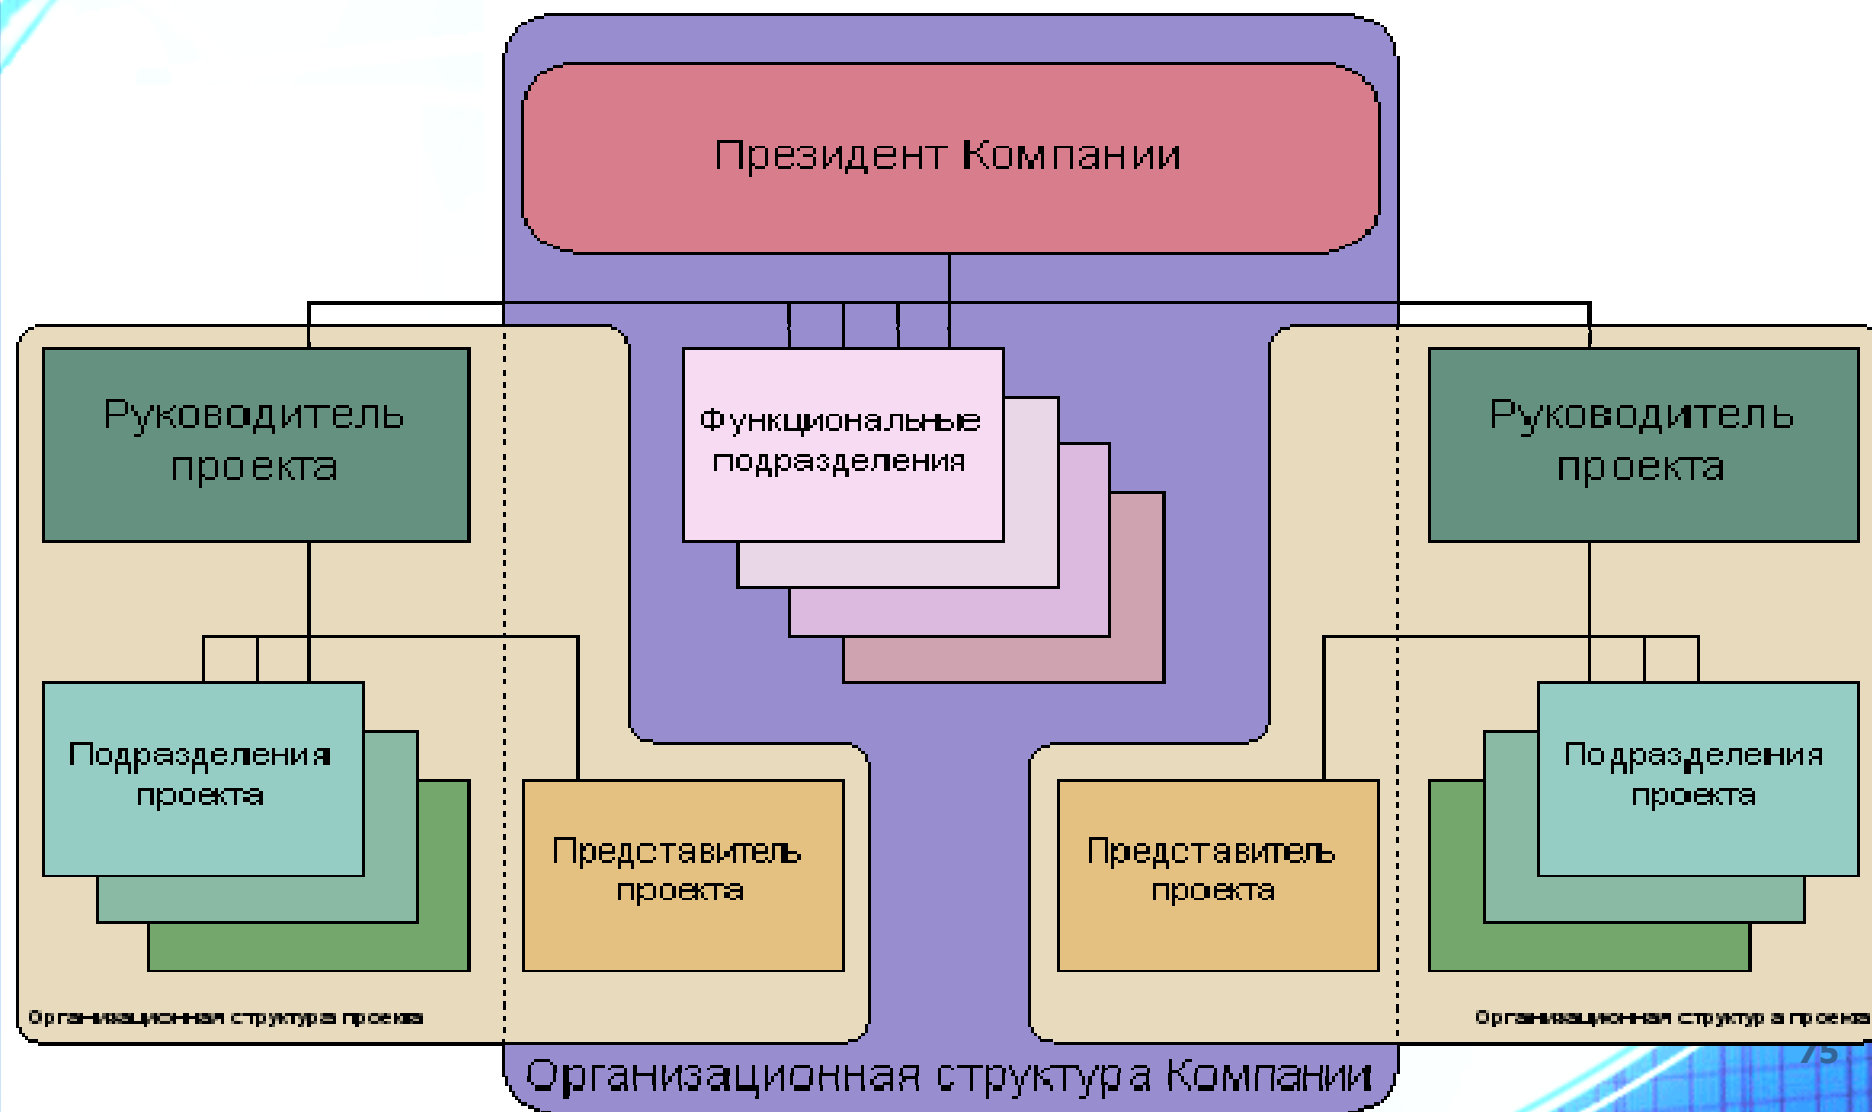 Президент Компании
Руководитель
проекта
Функциональные
подразделения
Руководитель
проекта
Подразделения
проекта
Представитель
проекта
Представитель
проекта
Подразделения
проекта
Организационная структура проекта
Организационная структура проекта
75
Организационная структура Компании